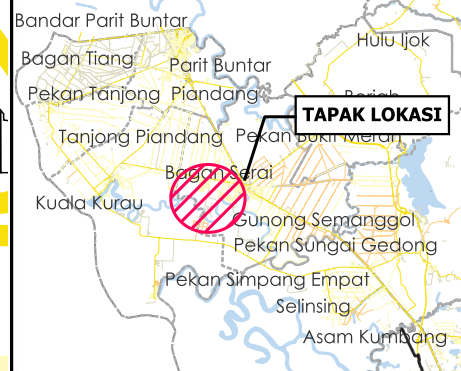 Bandar Parit Buntar
Hulu Ijok
Bagan Tiang
Parit Buntar
Pekan Tanjong Piandang
TAPAK LOKASI
Tanjong Piandang
Pekan Bukit Merah
Bagan Serai
Kuala Kurau
Gunong Semanggol
Pekan Sungai Gedong
Pekan Simpang Empat
Selinsing
Asam Kumbang